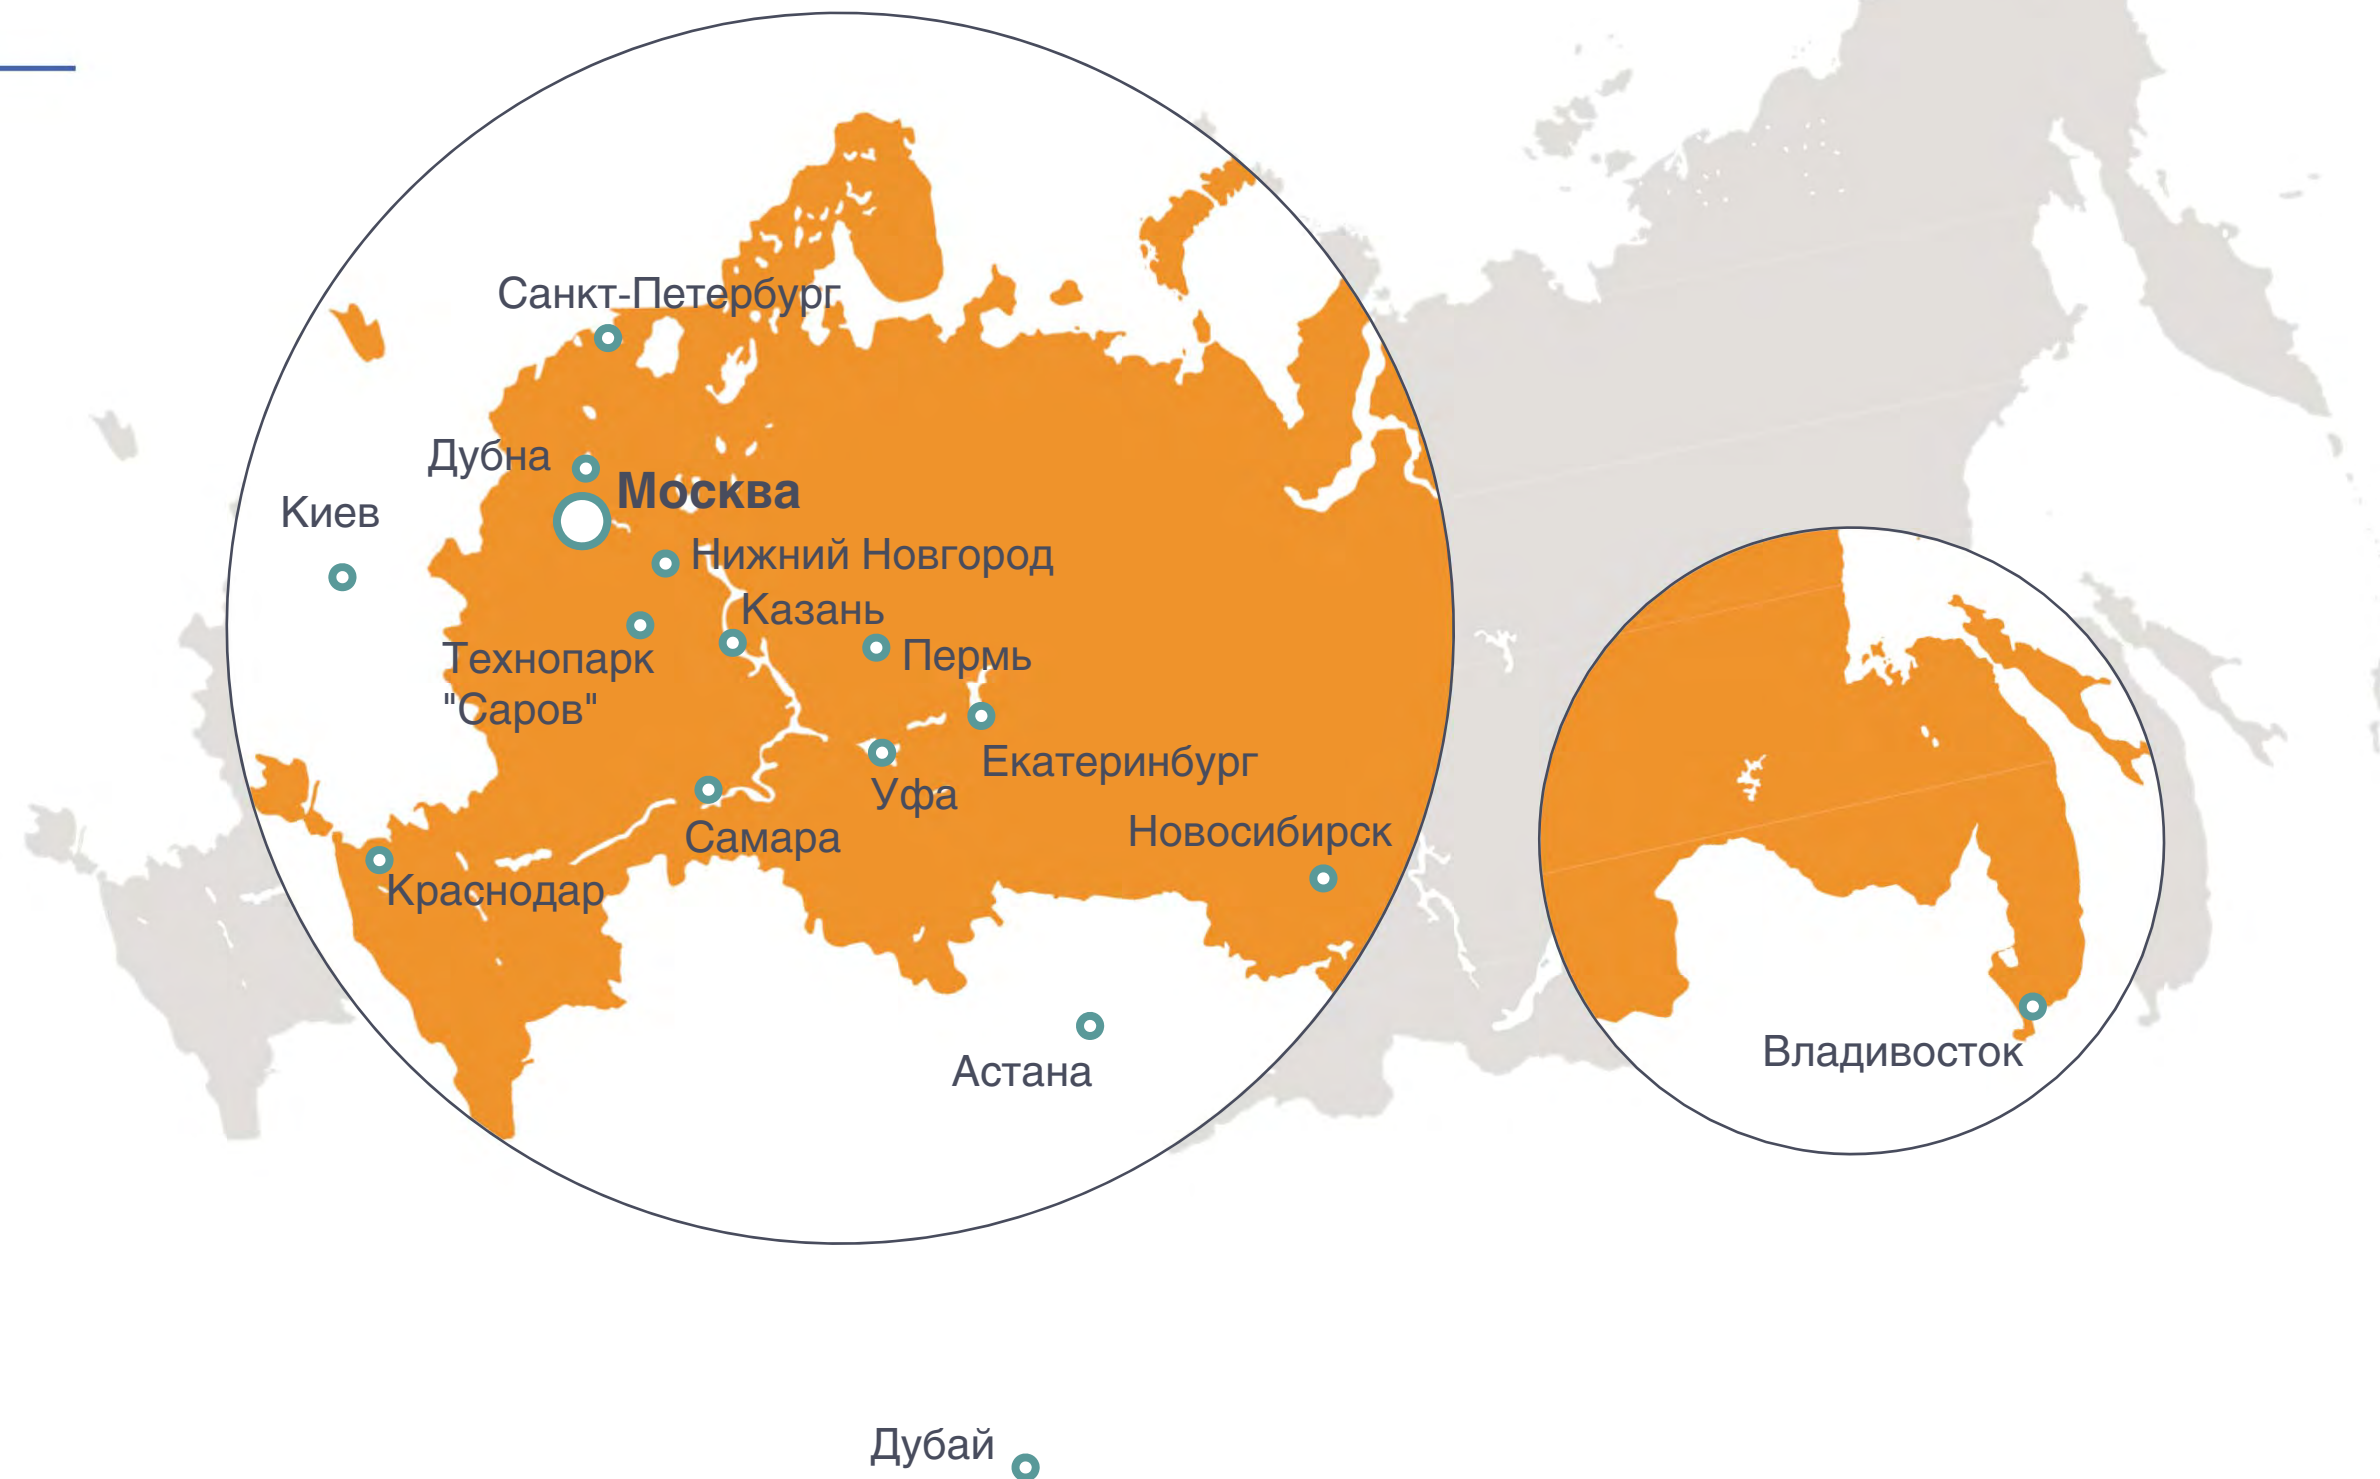 Санкт-Петербург
Дубна
Москва
Киев
Нижний Новгород
Казань
Технопарк
"Саров"
Пермь
Екатеринбург
Уфа
Самара
Новосибирск
Краснодар
Астана
Владивосток
Дубай